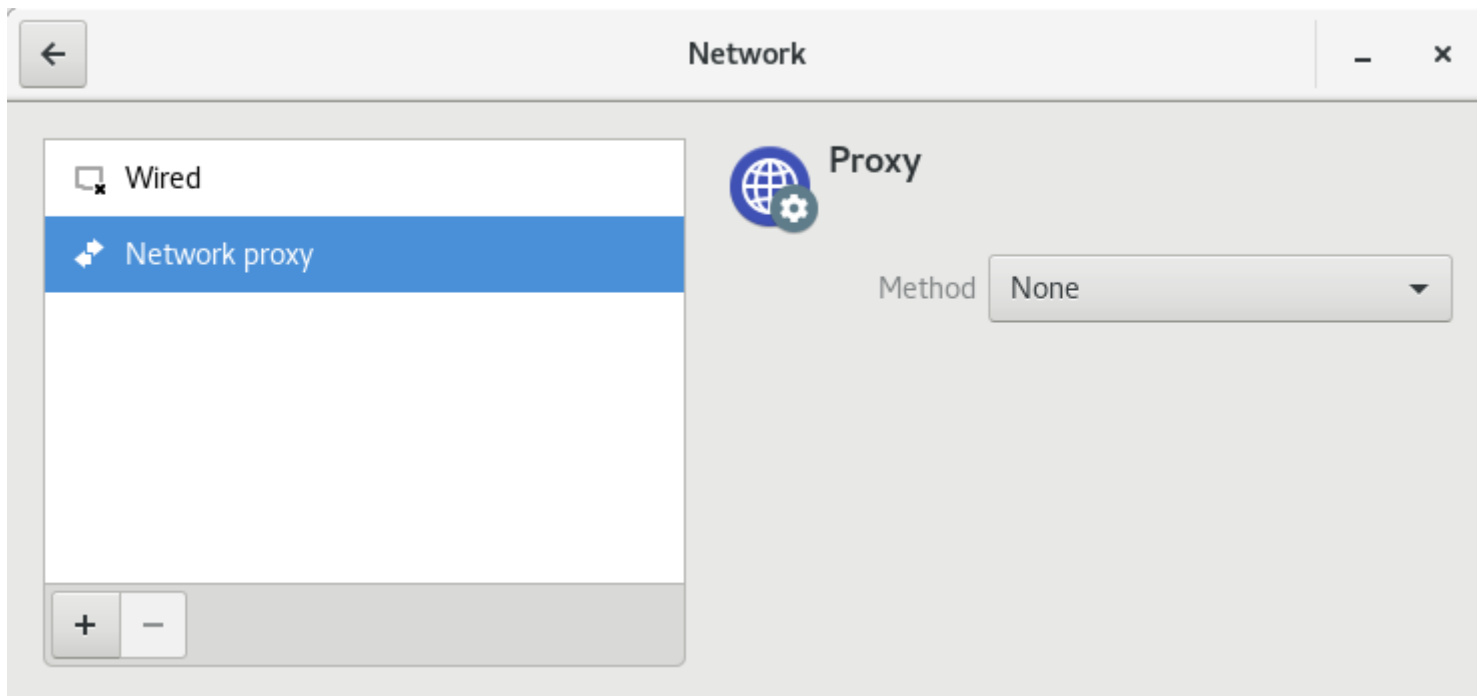 Network
Wired
Network proxy
Proxy
Method None